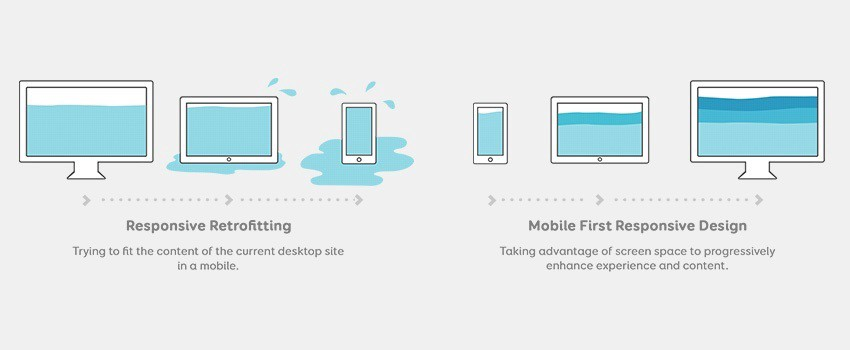 Responsive Retrofitting
Trying to fit the content of the current desktop site
in a mobile.
Mobile First Responsive Design
Taking advantage of screen space to progressively
enhance experience and content.